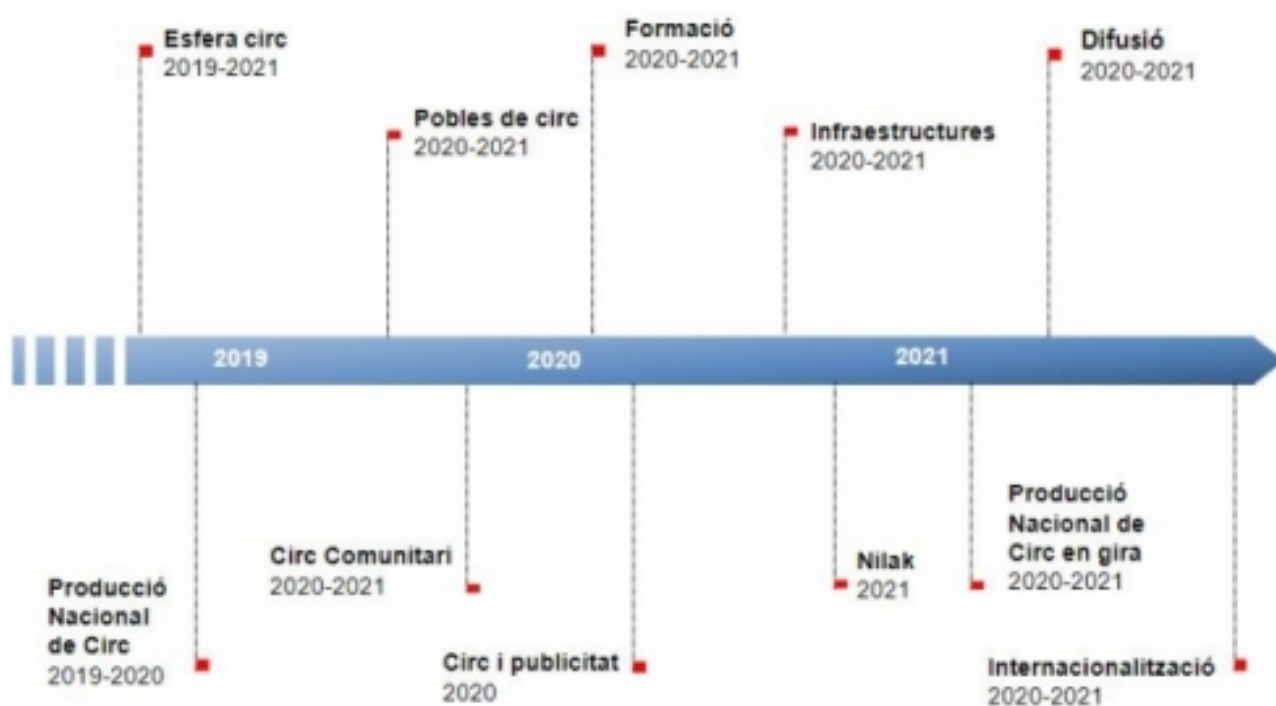 Esfera circ
2019-2021
Pobles de circ
2020-2021
Formació
2020-2021
Infraestructures
2020-2021
Difusió
2020-2021
2019
2020
2021
Producció
Nacional
de Circ
2019-2020
Circ Comunitari
2020-2021
Circ i publicitat
2020
Nilak
2021
Producció
Nacional de
Circ en gira
2020-2021
Internacionalització
2020-2021